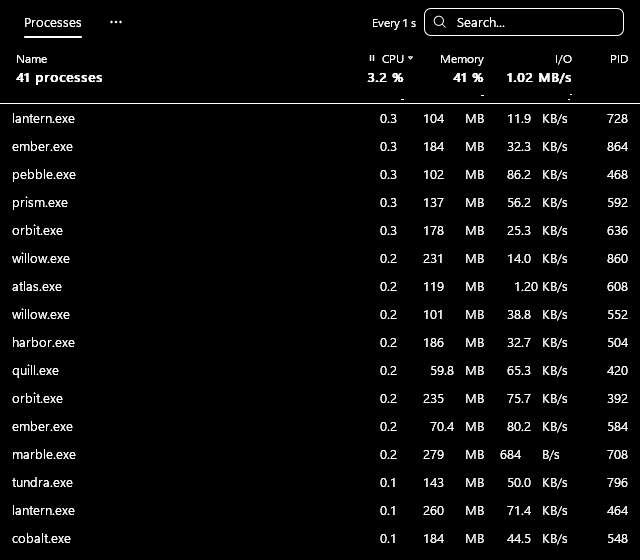 Processes ··· Every 1 s Search...
Name CPU Memory I/O PID
41 processes 3.2 % 41 % 1.02 MB/s
lantern.exe 0.3 104 MB 11.9 KB/s 728
ember.exe 0.3 184 MB 32.3 KB/s 864
pebble.exe 0.3 102 MB 86.2 KB/s 468
prism.exe 0.3 137 MB 56.2 KB/s 592
orbit.exe 0.3 178 MB 25.3 KB/s 636
willow.exe 0.2 231 MB 14.0 KB/s 860
atlas.exe 0.2 119 MB 1.20 KB/s 608
willow.exe 0.2 101 MB 38.8 KB/s 552
harbor.exe 0.2 186 MB 32.7 KB/s 504
quill.exe 0.2 59.8 MB 65.3 KB/s 420
orbit.exe 0.2 235 MB 75.7 KB/s 392
ember.exe 0.2 70.4 MB 80.2 KB/s 584
marble.exe 0.2 279 MB 684 B/s 708
tundra.exe 0.1 143 MB 50.0 KB/s 796
lantern.exe 0.1 260 MB 71.4 KB/s 464
cobalt.exe 0.1 184 MB 44.5 KB/s 548